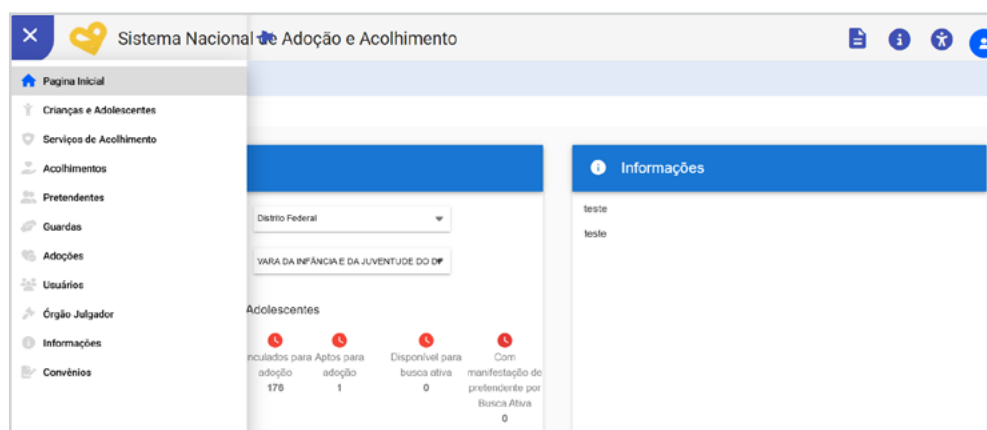 Sistema Nacional de Adoção e Acolhimento
Pagina Inicial
Crianças e Adolescentes
Serviços de Acolhimento
Acolhimentos
Pretendentes
Guardas
Adoções
Usuários
Órgão Julgador
Informações
Convênios
Distrito Federal
VARA DA INFÂNCIA E DA JUVENTUDE DO DF
Adolescentes
nculados para
adoção
176
Aptos para
adoção
1
Disponível para
busca ativa
0
Com
manifestação de
pretendente por
Busca Ativa
0
Informações
teste
teste